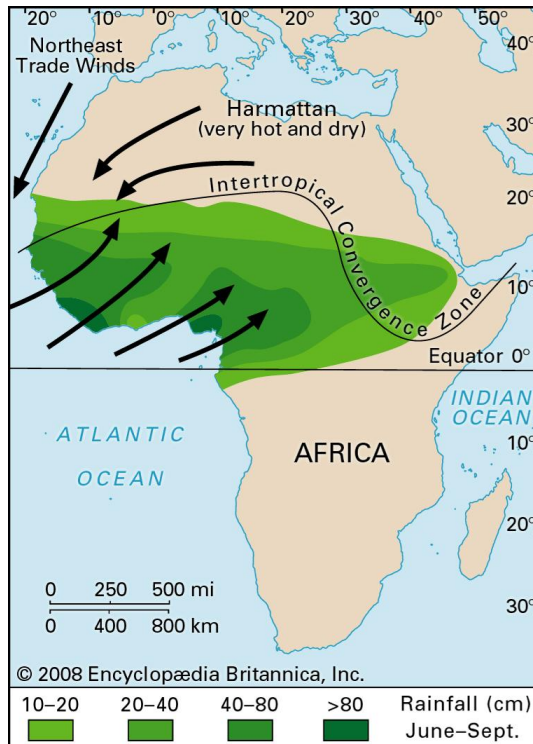 20° 10° 0° 10° 20° 30° 40° 50°
40°
Northeast
Trade Winds
Harmattan
(very hot and dry)
30°
Intertropical Convergence Zone
20°
10°
Equator 0°
INDIAN
OCEAN
ATLANTIC
OCEAN
AFRICA
10°
20°
0 250 500 mi
0 400 800 km
30°
© 2008 Encyclopædia Britannica, Inc.
10–20 20–40 40–80 >80 Rainfall (cm)
June–Sept.